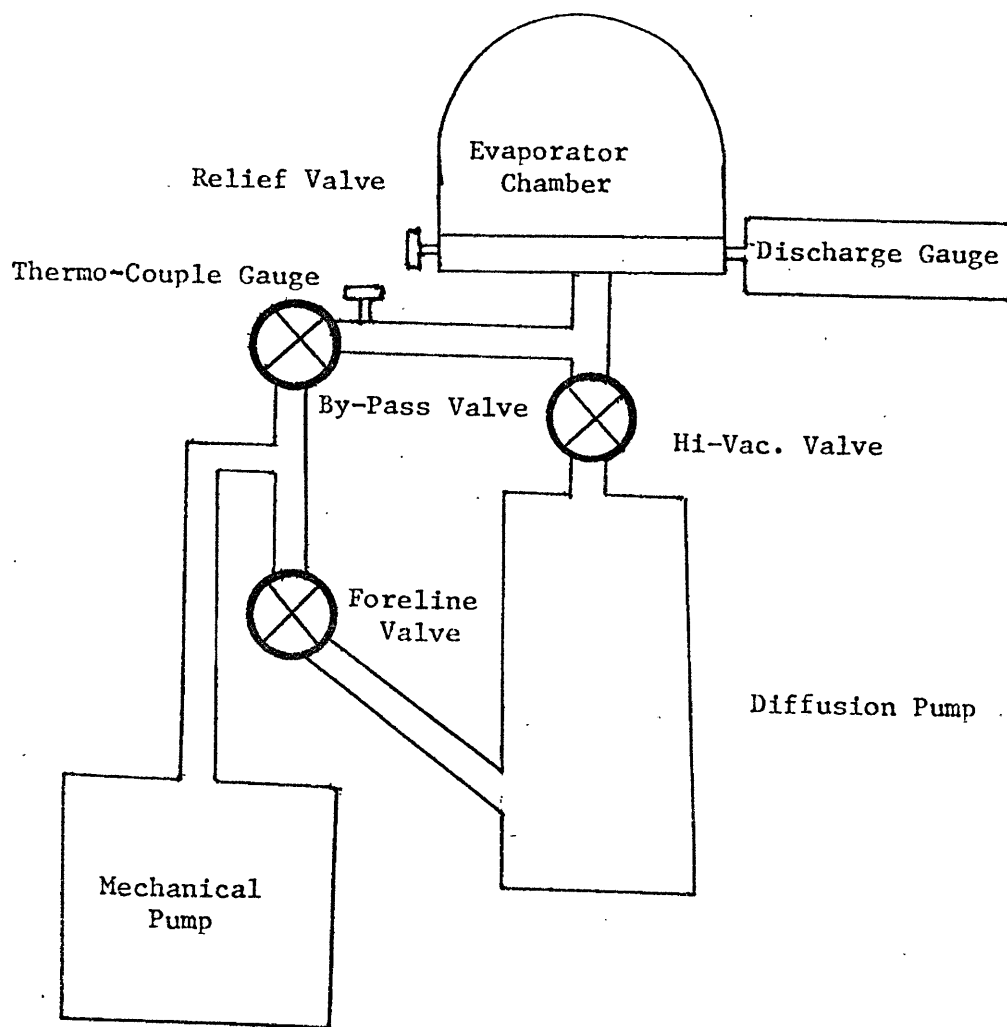 Evaporator
Chamber
Relief Valve
Discharge Gauge
Thermo-Couple Gauge
By-Pass Valve
Hi-Vac. Valve
Foreline
Valve
Diffusion Pump
Mechanical
Pump